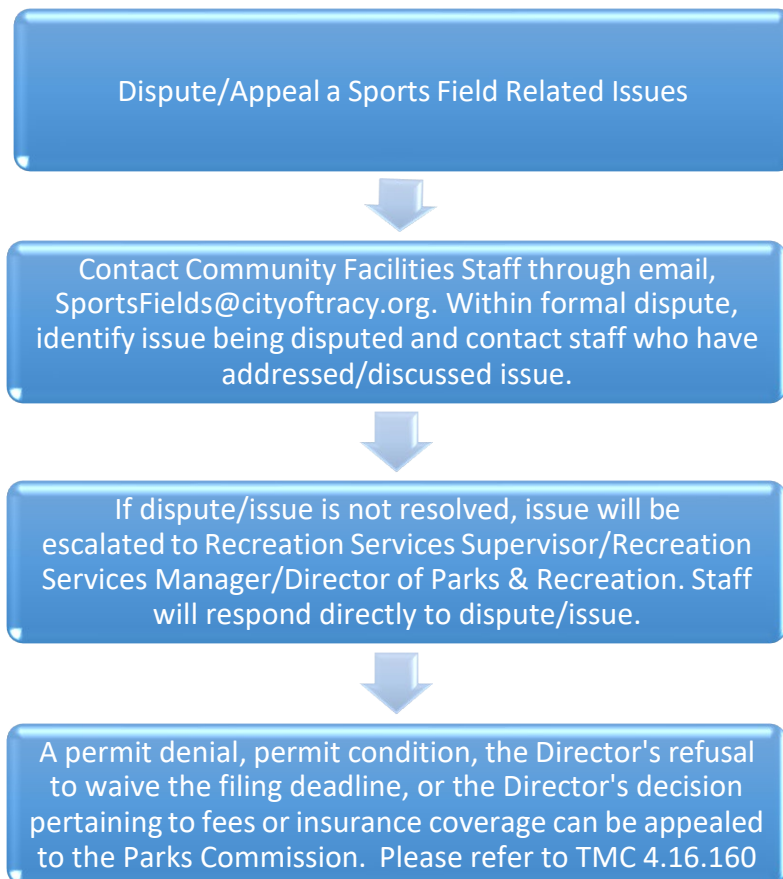 Dispute/Appeal a Sports Field Related Issues
Contact Community Facilities Staff through email,
SportsFields@cityoftracy.org. Within formal dispute,
identify issue being disputed and contact staff who have
addressed/discussed issue.
If dispute/issue is not resolved, issue will be
escalated to Recreation Services Supervisor/Recreation
Services Manager/Director of Parks & Recreation. Staff
will respond directly to dispute/issue.
A permit denial, permit condition, the Director's refusal
to waive the filing deadline, or the Director's decision
pertaining to fees or insurance coverage can be appealed
to the Parks Commission.  Please refer to TMC 4.16.160